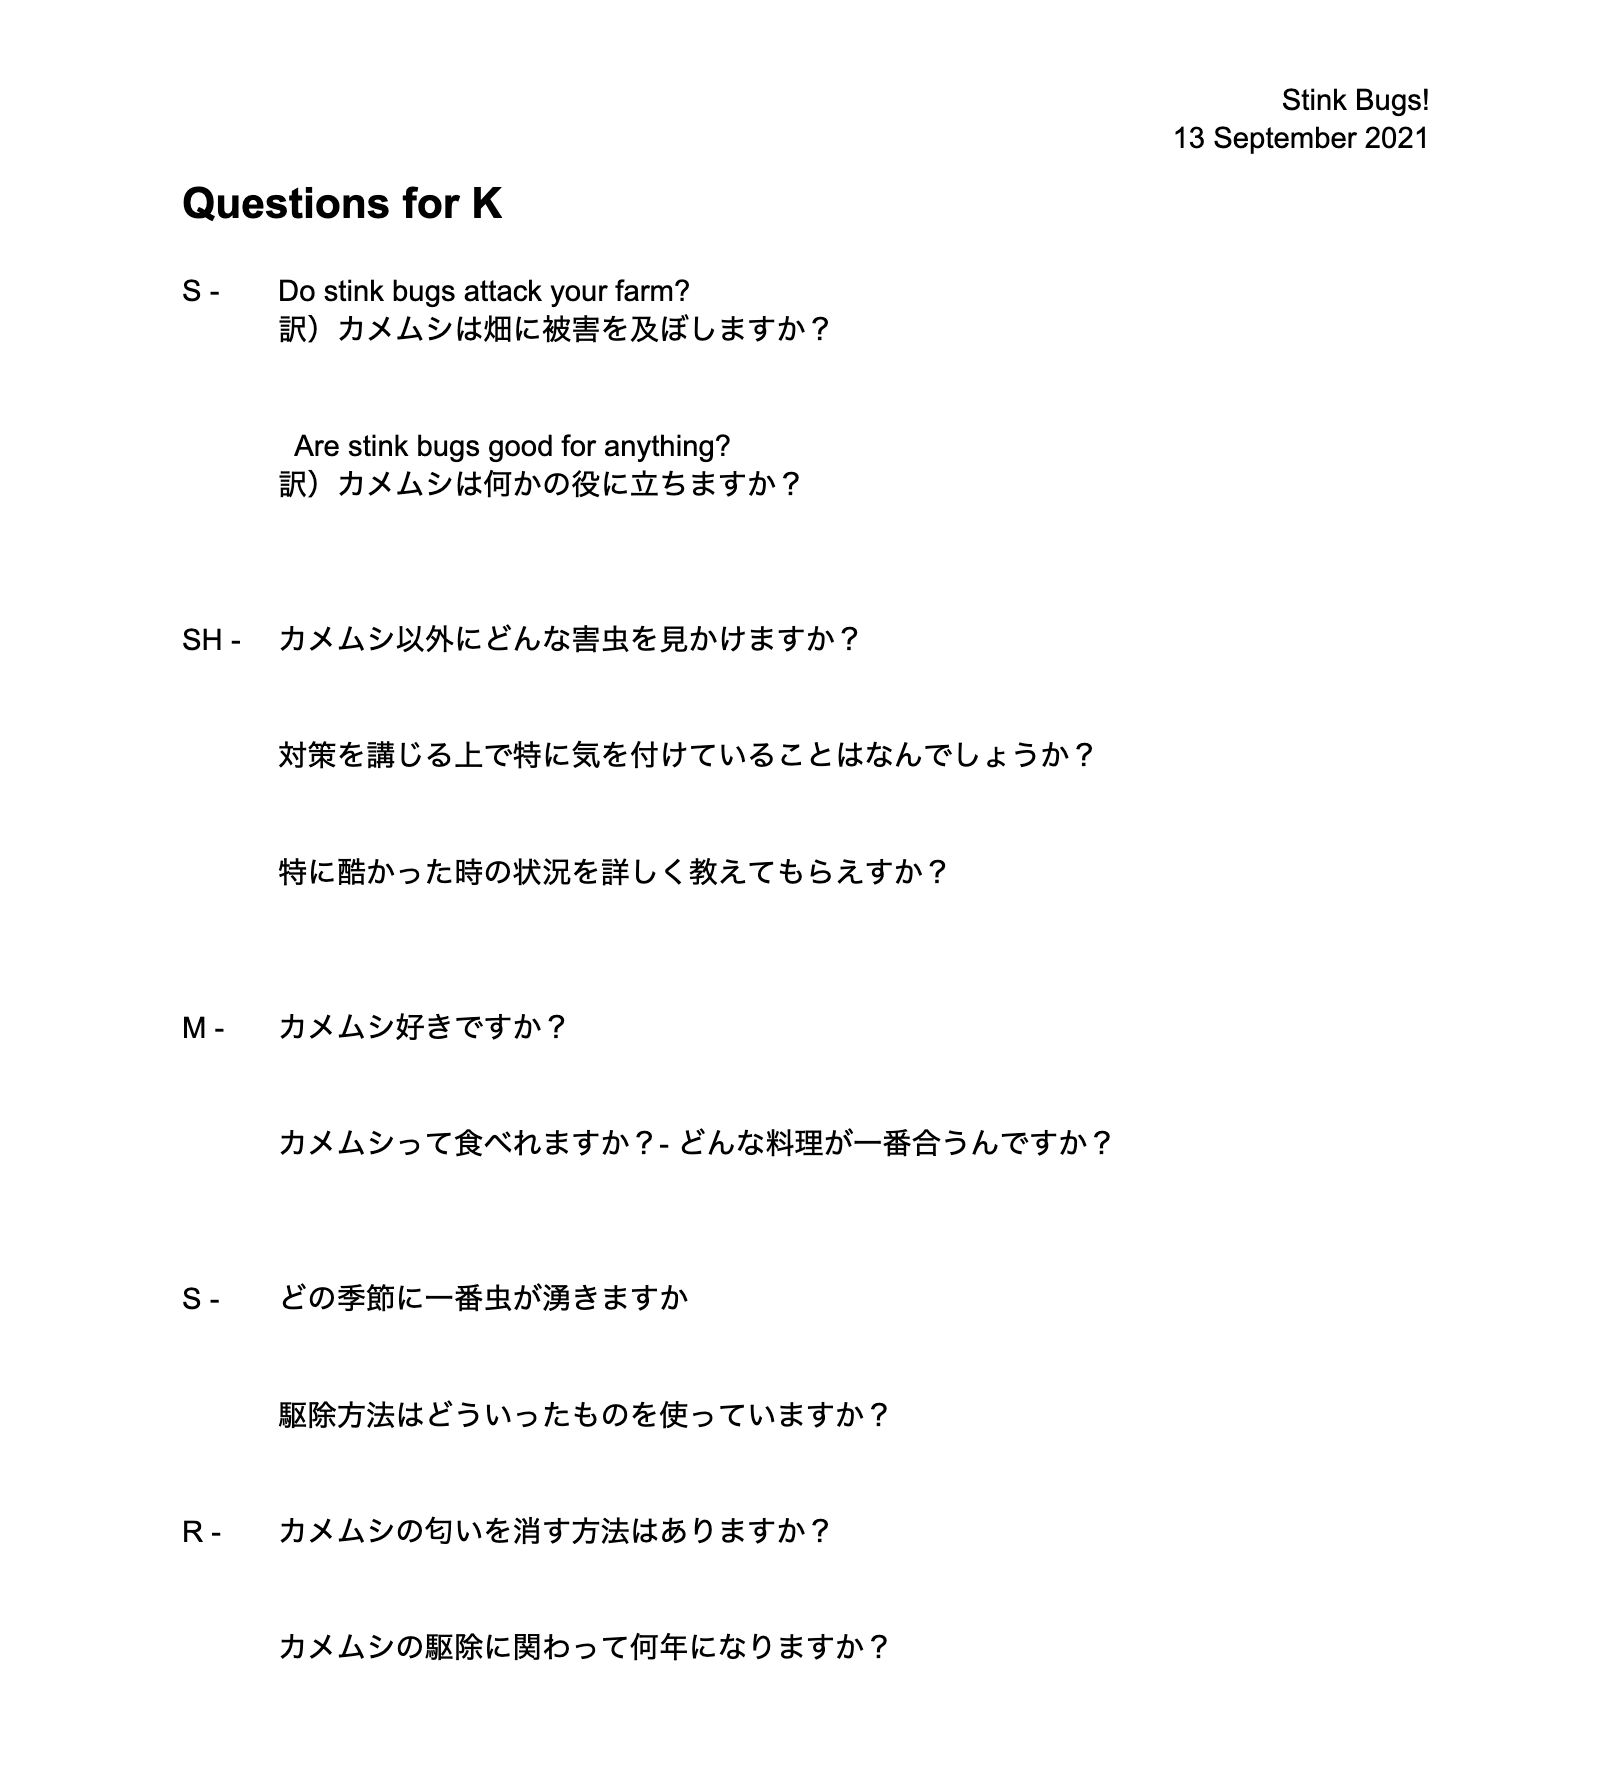 Stink Bugs!
13 September 2021
Questions for K
S - Do stink bugs attack your farm?
訳）カメムシは畑に被害を及ぼしますか？
Are stink bugs good for anything?
訳）カメムシは何かの役に立ちますか？
SH - カメムシ以外にどんな害虫を見かけますか？
対策を講じる上で特に気を付けていることはなんでしょうか？
特に酷かった時の状況を詳しく教えてもらえすか？
M - カメムシ好きですか？
カメムシって食べれますか？- どんな料理が一番合うんですか？
S - どの季節に一番虫が湧きますか
駆除方法はどういったものを使っていますか？
R - カメムシの匂いを消す方法はありますか？
カメムシの駆除に関わって何年になりますか？